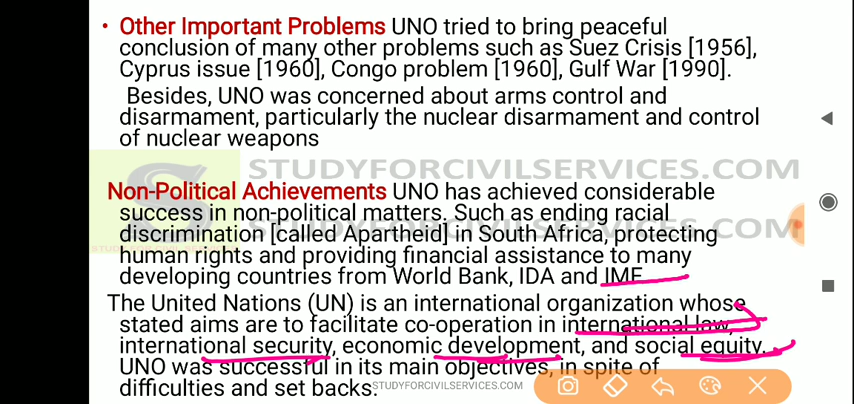 • Other Important Problems UNO tried to bring peaceful
conclusion of many other problems such as Suez Crisis [1956],
Cyprus issue [1960], Congo problem [1960], Gulf War [1990].
Besides, UNO was concerned about arms control and
disarmament, particularly the nuclear disarmament and control
of nuclear weapons
STUDYFORCIVILSERVICES.COM
Non-Political Achievements UNO has achieved considerable
success in non-political matters. Such as ending racial
STUDYFORCIVILSERVICES.COM
discrimination [called Apartheid] in South Africa, protecting
STUDYFORCIVILSERVICES.COM
human rights and providing financial assistance to many
developing countries from World Bank, IDA and IMF
The United Nations (UN) is an international organization whose
stated aims are to facilitate co-operation in international law,
international security, economic development, and social equity.
UNO was successful in its main objectives, in spite of
difficulties and set backs.
STUDYFORCIVILSERVICES.COM